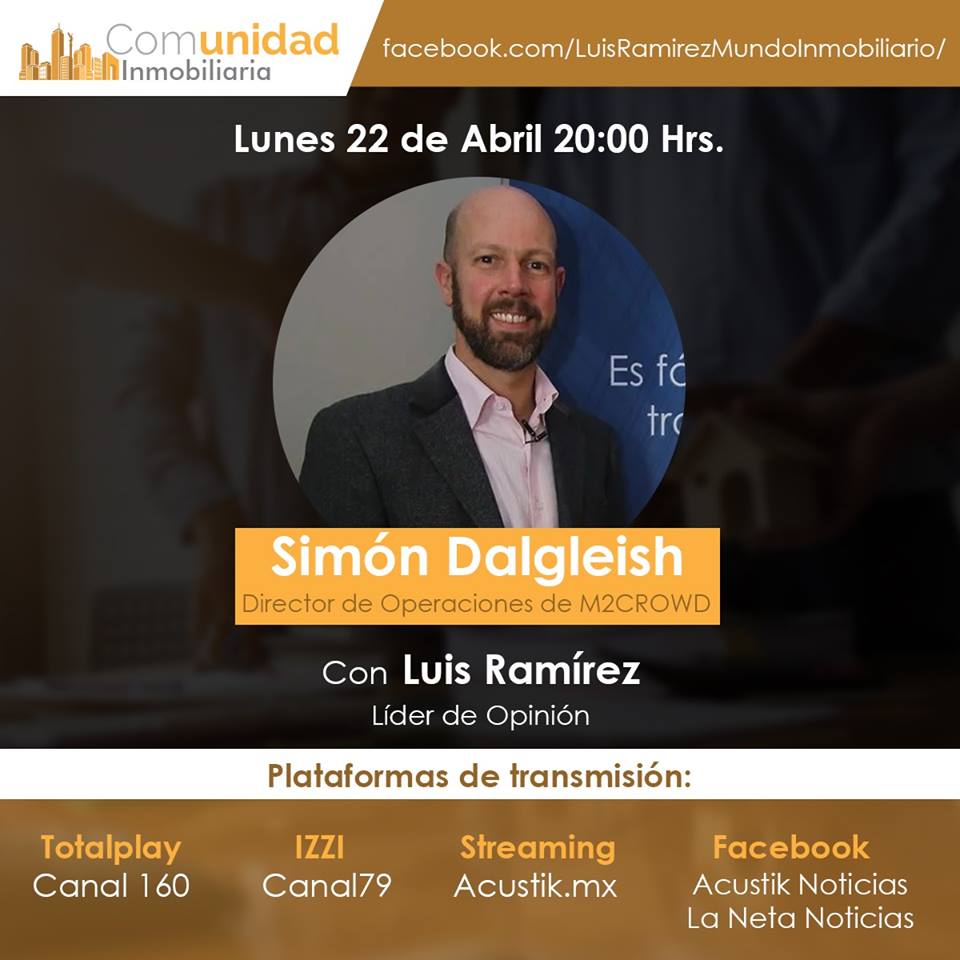 Comunidad
Inmobiliaria
facebook.com/LuisRamirezMundoInmobiliario/
Lunes 22 de Abril 20:00 Hrs.
Es fá
tra
Simón Dalgleish
Director de Operaciones de M2CROWD
Con Luis Ramírez
Líder de Opinión
Plataformas de transmisión:
Totalplay IZZI Streaming Facebook
Canal 160 Canal79 Acustik.mx Acustik Noticias
La Neta Noticias